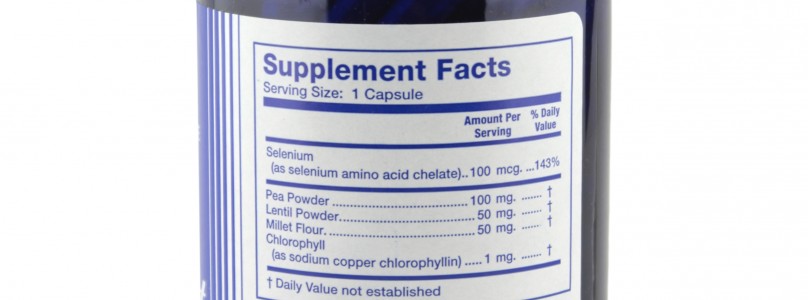 Supplement Facts
Serving Size: 1 Capsule
Amount Per Serving % Daily Value
Selenium
(as selenium amino acid chelate)..100 mcg. ...143%
Pea Powder ........................ 100 mg. ....... †
Lentil Powder...................... 50 mg. ....... †
Millet Flour........................ 50 mg. ....... †
Chlorophyll
(as sodium copper chlorophyllin) .....1 mg. ....... †
† Daily Value not established